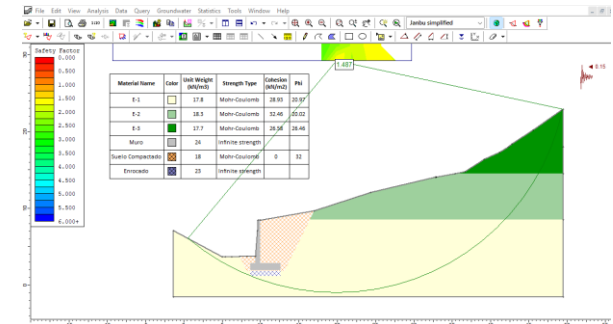 File Edit View Analysis Data Query Groundwater Statistics Tools Window Help
Janbu simplified
Safety Factor
0.000
0.500
1.000
1.500
2.000
2.500
3.000
3.500
4.000
4.500
5.000
5.500
6.000+
1.487
0.15
Material Name Color Unit Weight (kN/m3) Strength Type Cohesion (kN/m2) Phi
E-1 17.8 Mohr-Coulomb 28.93 20.97
E-2 18.3 Mohr-Coulomb 32.46 20.02
E-3 17.7 Mohr-Coulomb 26.58 26.46
Muro 24 Infinite strength
Suelo Compactado 18 Mohr-Coulomb 0 32
Enrocado 23 Infinite strength